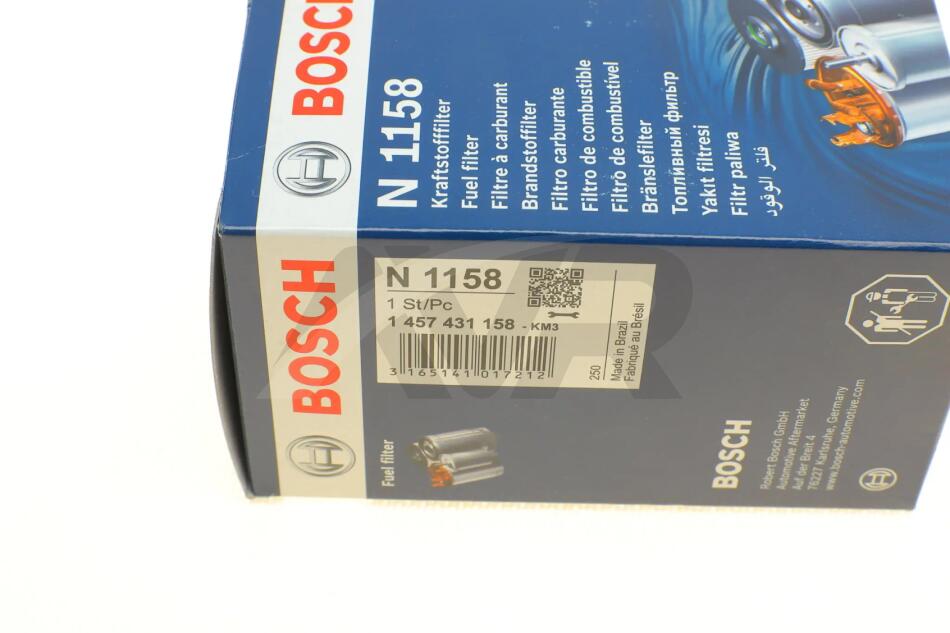 BOSCH
N 1158
Kraftstofffilter
Fuel filter
Filtre à carburant
Brandstoffilter
Filtro carburante
Filtro de combustible
Filtro de combustível
Bränslefilter
Топливный фильтр
Yakıt filtresi
Filtr paliwa
فلتر الوقود
BOSCH
N 1158
1 St/Pc
1 457 431 158 - KM3
3 165141 017212
250
Made in Brazil
Fabriqué au Brésil
Fuel filter
BOSCH
Robert Bosch GmbH
Automotive Aftermarket
Auf der Breit 4
76227 Karlsruhe, Germany
www.bosch-automotive.com